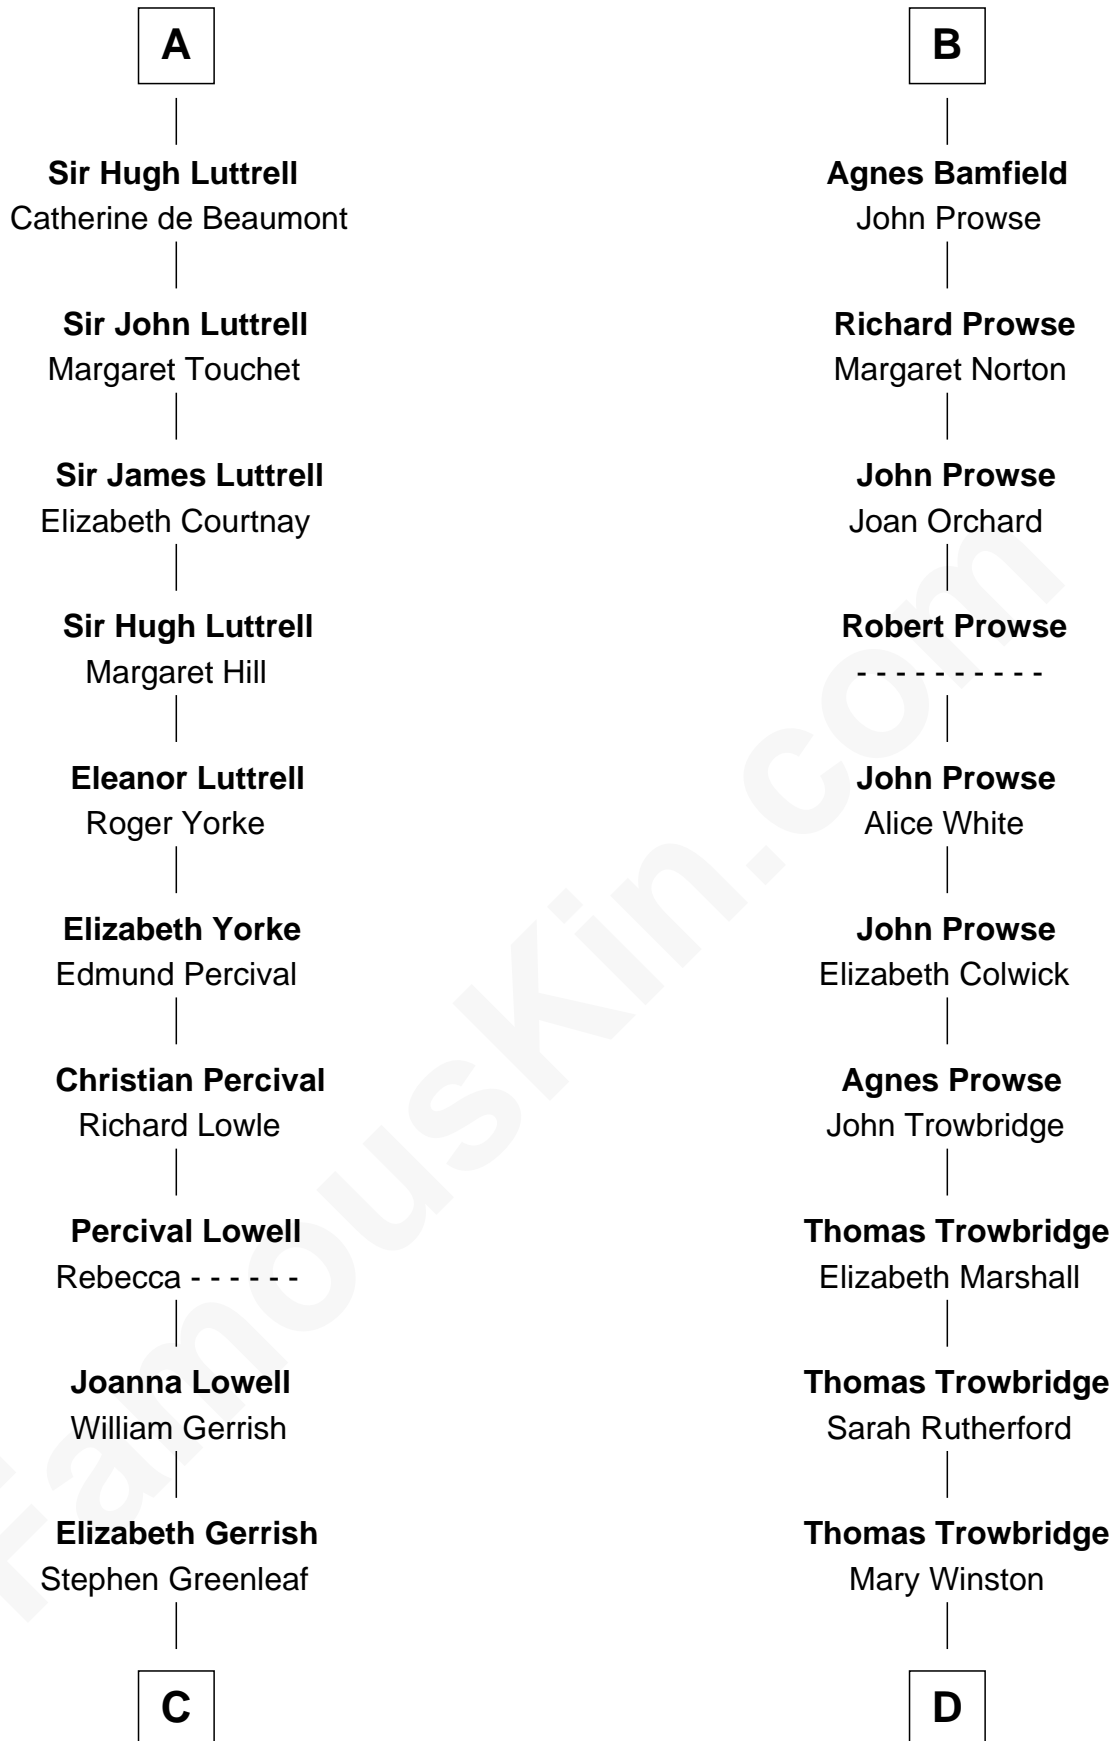 A
Sir Hugh Luttrell
Catherine de Beaumont
Sir John Luttrell
Margaret Touchet
Sir James Luttrell
Elizabeth Courtnay
Sir Hugh Luttrell
Margaret Hill
Eleanor Luttrell
Roger Yorke
Elizabeth Yorke
Edmund Percival
Christian Percival
Richard Lowle
Percival Lowell
Rebecca - - - - - -
Joanna Lowell
William Gerrish
Elizabeth Gerrish
Stephen Greenleaf
C
B
Agnes Bamfield
John Prowse
Richard Prowse
Margaret Norton
John Prowse
Joan Orchard
Robert Prowse
- - - - - - - - - -
John Prowse
Alice White
John Prowse
Elizabeth Colwick
Agnes Prowse
John Trowbridge
Thomas Trowbridge
Elizabeth Marshall
Thomas Trowbridge
Sarah Rutherford
Thomas Trowbridge
Mary Winston
D
FamousKin.com